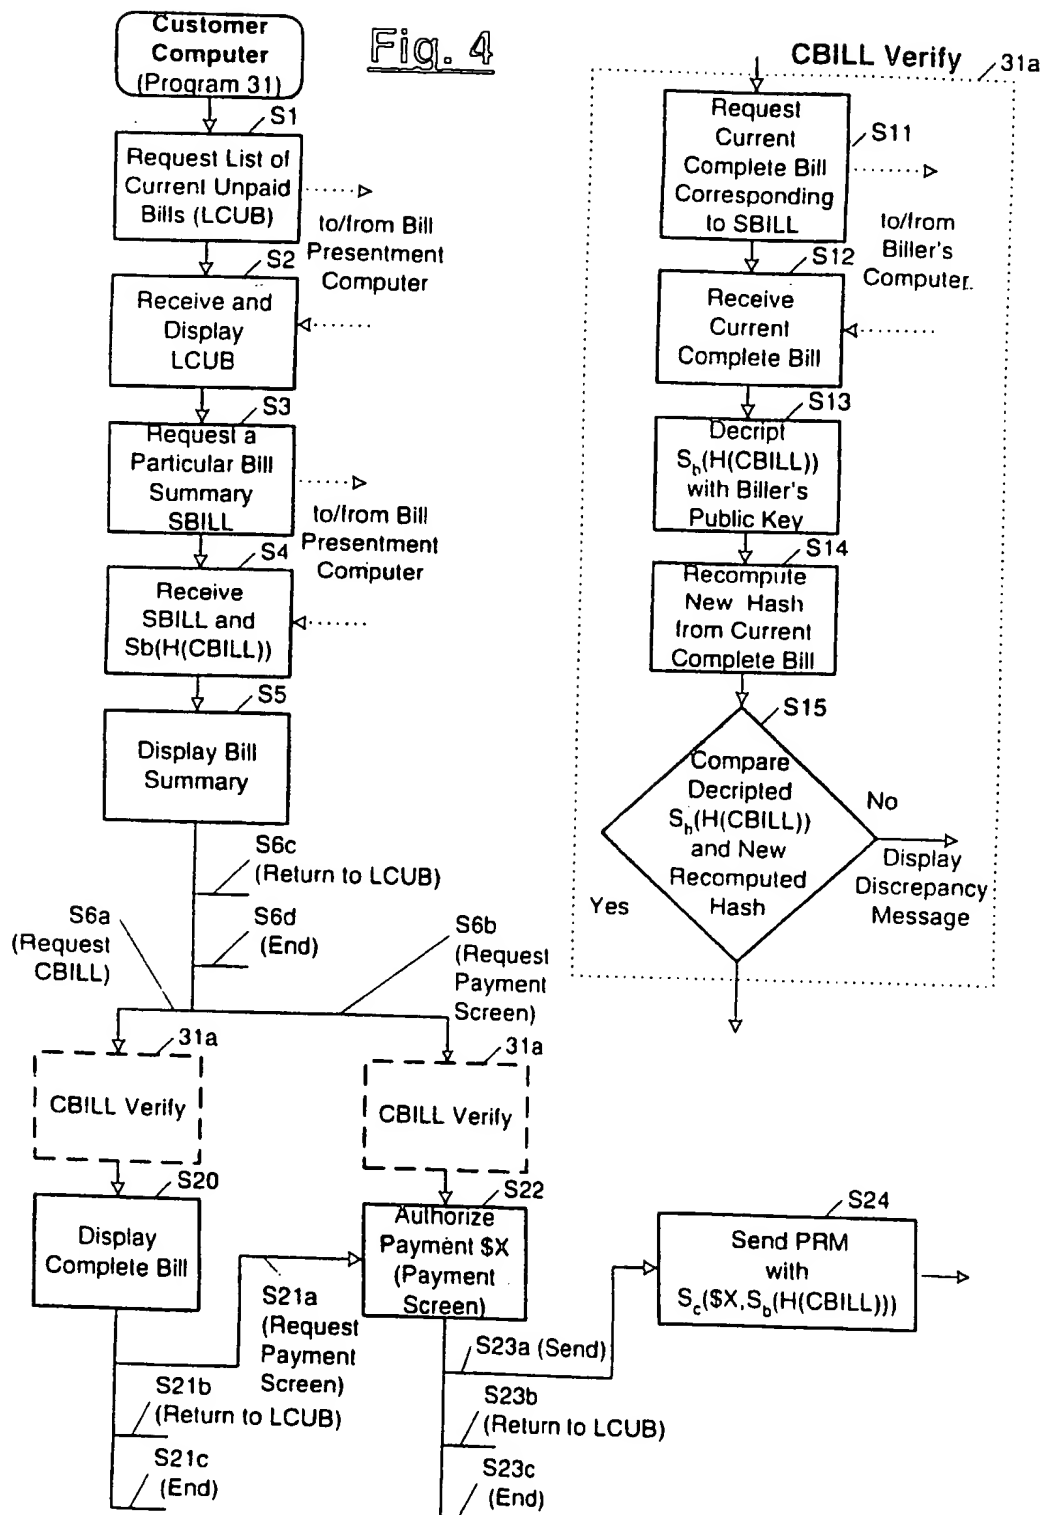 Fig. 4
Customer
Computer
(Program 31)
S1
Request List of
Current Unpaid
Bills (LCUB)
to/from Bill
Presentment
Computer
S2
Receive and
Display
LCUB
S3
Request a
Particular Bill
Summary
SBILL
to/from Bill
Presentment
Computer
S4
Receive
SBILL and
Sb(H(CBILL))
S5
Display Bill
Summary
S6c
(Return to LCUB)
S6d
(End)
S6a
(Request
CBILL)
S6b
(Request
Payment
Screen)
31a
CBILL Verify
31a
CBILL Verify
S20
Display
Complete Bill
S22
Authorize
Payment $X
(Payment
Screen)
S21a
(Request
Payment
Screen)
S21b
(Return to LCUB)
S21c
(End)
S23a (Send)
S23b
(Return to LCUB)
S23c
(End)
S24
Send PRM
with
Sc($X,Sb(H(CBILL)))
CBILL Verify
31a
Request
Current
Complete Bill
Corresponding
to SBILL
S11
to/from
Biller's
Computer.
S12
Receive
Current
Complete Bill
S13
Decript
Sb(H(CBILL))
with Biller's
Public Key
S14
Recompute
New Hash
from Current
Complete Bill
S15
Compare
Decripted
Sb(H(CBILL))
and New
Recomputed
Hash
No
Display
Discrepancy
Message
Yes